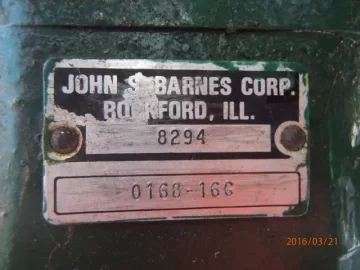 JOHN S. BARNES CORP.
ROCKFORD, ILL.
8294
0168-166
2016/03/21